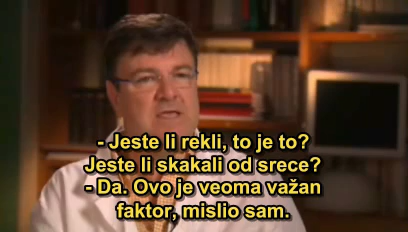 - Jeste li rekli, to je to?
Jeste li skakali od srece?
- Da. Ovo je veoma važan
faktor, mislio sam.